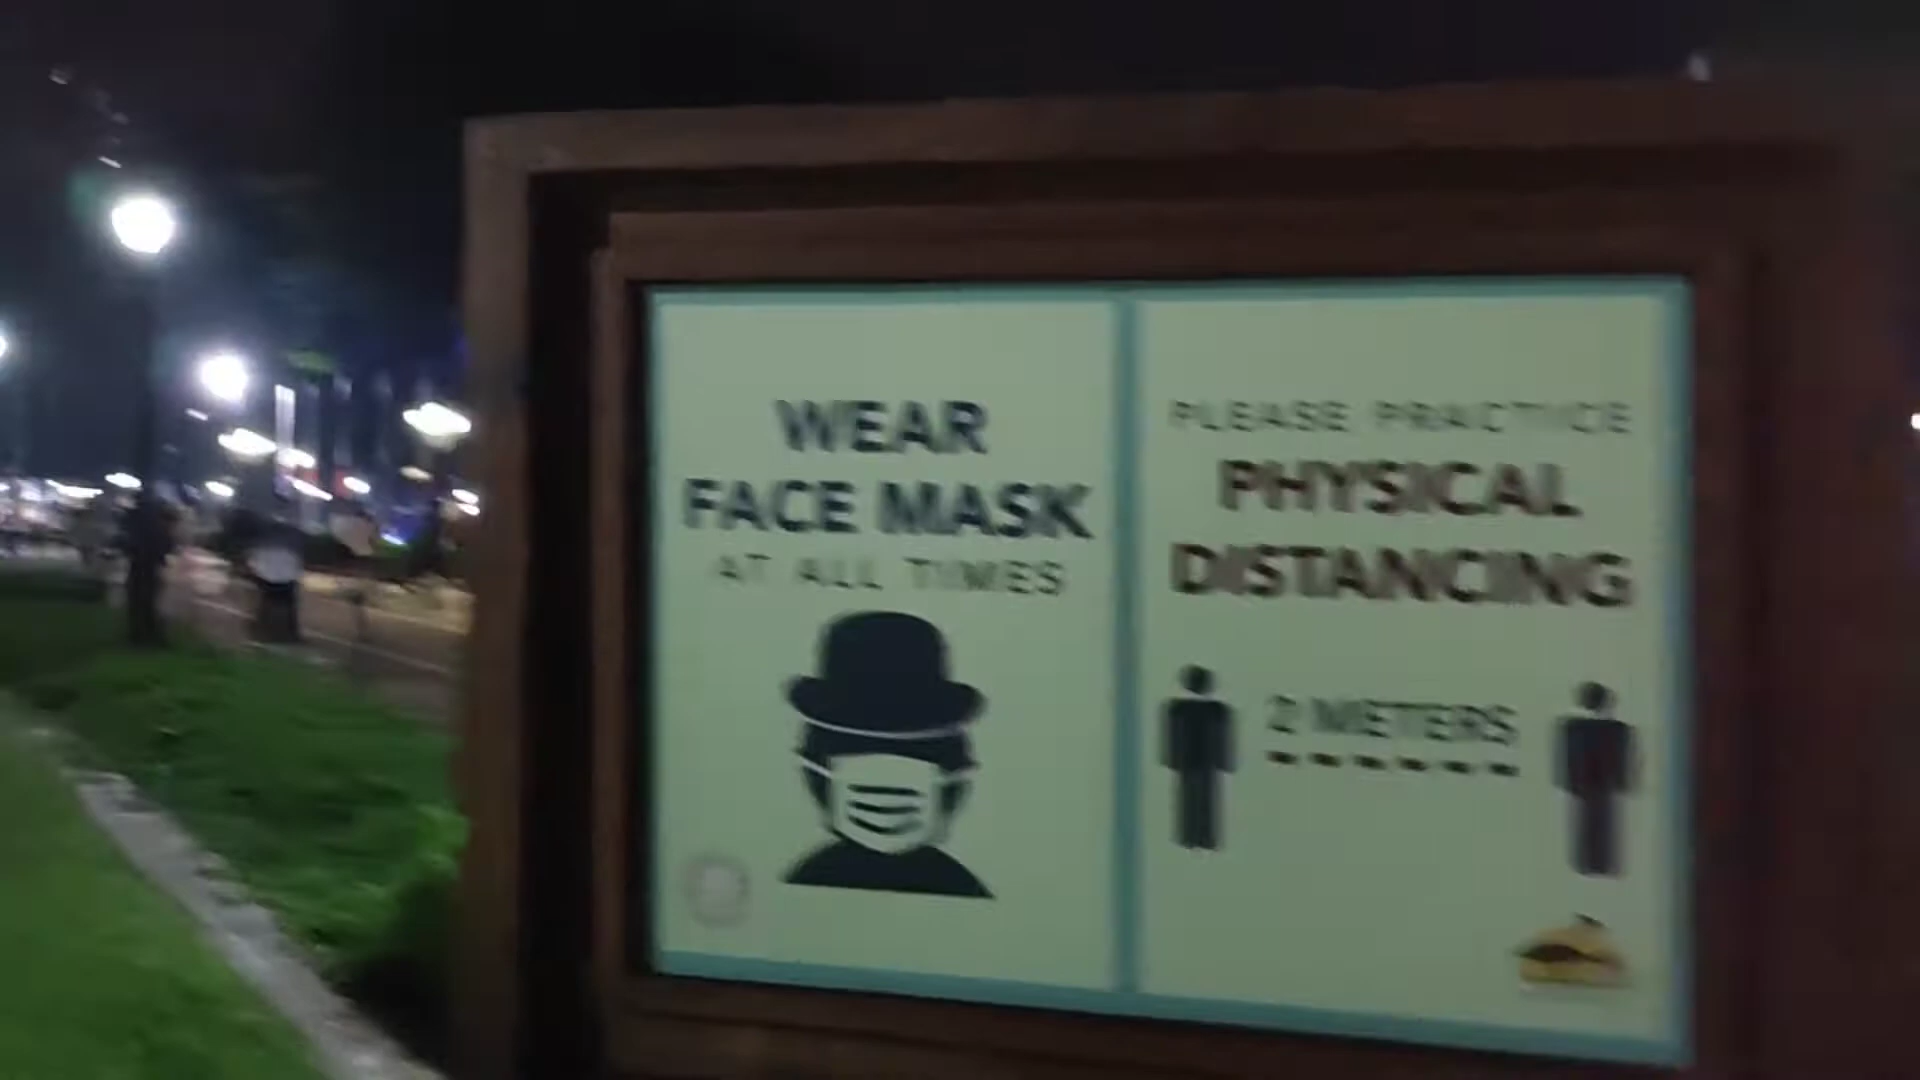 WEAR
FACE MASK
AT ALL TIMES
PLEASE PRACTICE
PHYSICAL
DISTANCING
2 METERS